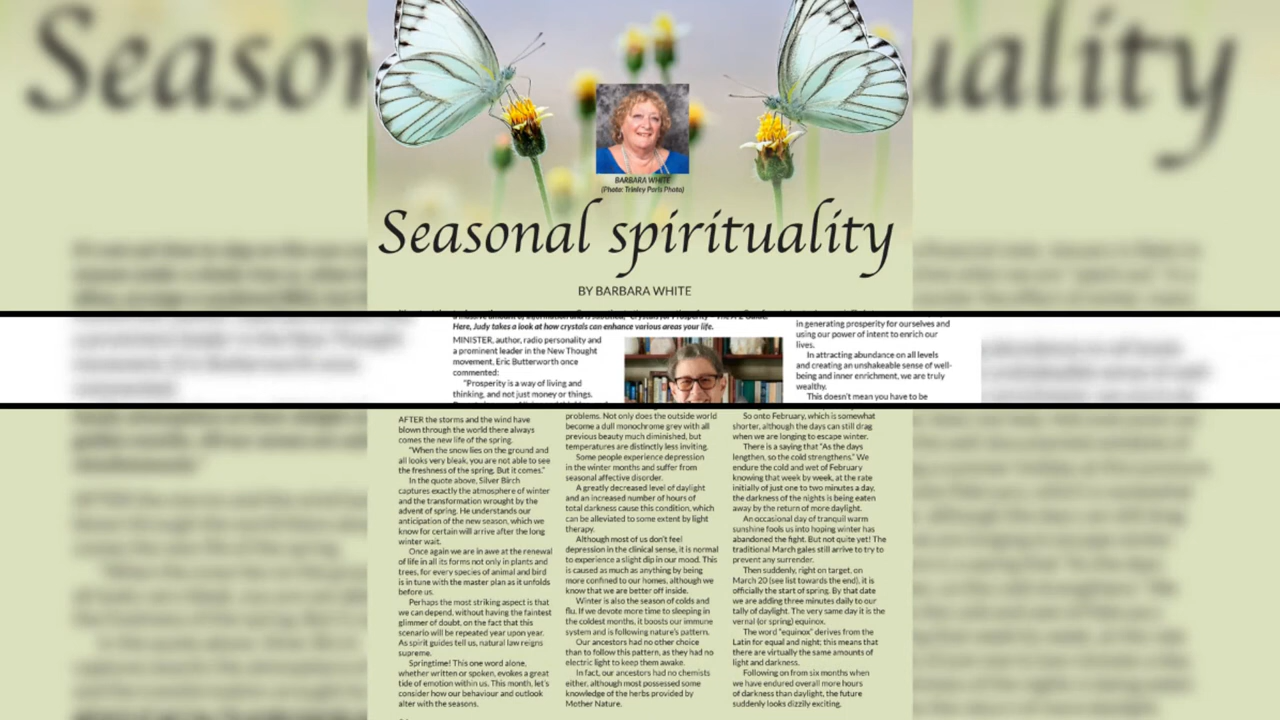 BARBARA WHITE
(Photo: Trinley Paris Photo)
Seasonal spirituality
BY BARBARA WHITE
Here, Judy takes a look at how crystals can enhance various areas your life.
MINISTER, author, radio personality and
a prominent leader in the New Thought
movement, Eric Butterworth once
commented:
"Prosperity is a way of living and
thinking, and not just money or things.
in generating prosperity for ourselves and
using our power of intent to enrich our
lives.
In attracting abundance on all levels
and creating an unshakeable sense of well-
being and inner enrichment, we are truly
wealthy.
This doesn't mean you have to be
AFTER the storms and the wind have
blown through the world there always
comes the new life of the spring.
"When the snow lies on the ground and
all looks very bleak, you are not able to see
the freshness of the spring. But it comes."
In the quote above, Silver Birch
captures exactly the atmosphere of winter
and the transformation wrought by the
advent of spring. He understands our
anticipation of the new season, which we
know for certain will arrive after the long
winter wait.
Once again we are in awe at the renewal
of life in all its forms not only in plants and
trees, for every species of animal and bird
is in tune with the master plan as it unfolds
before us.
Perhaps the most striking aspect is that
we can depend, without having the faintest
glimmer of doubt, on the fact that this
scenario will be repeated year upon year.
As spirit guides tell us, natural law reigns
supreme.
Springtime! This one word alone,
whether written or spoken, evokes a great
tide of emotion within us. This month, let's
consider how our behaviour and outlook
alter with the seasons.
problems. Not only does the outside world
become a dull monochrome grey with all
previous beauty much diminished, but
temperatures are distinctly less inviting.
Some people experience depression
in the winter months and suffer from
seasonal affective disorder.
A greatly decreased level of daylight
and an increased number of hours of
total darkness cause this condition, which
can be alleviated to some extent by light
therapy.
Although most of us don't feel
depression in the clinical sense, it is normal
to experience a slight dip in our mood. This
is caused as much as anything by being
more confined to our homes, although we
know that we are better off inside.
Winter is also the season of colds and
flu. If we devote more time to sleeping in
the coldest months, it boosts our immune
system and is following nature's pattern.
Our ancestors had no other choice
than to follow this pattern, as they had no
electric light to keep them awake.
In fact, our ancestors had no chemists
either, although most possessed some
knowledge of the herbs provided by
Mother Nature.
So onto February, which is somewhat
shorter, although the days can still drag
when we are longing to escape winter.
There is a saying that "As the days
lengthen, so the cold strengthens." We
endure the cold and wet of February
knowing that week by week, at the rate
initially of just one to two minutes a day,
the darkness of the nights is being eaten
away by the return of more daylight.
An occasional day of tranquil warm
sunshine fools us into hoping winter has
abandoned the fight. But not quite yet! The
traditional March gales still arrive to try to
prevent any surrender.
Then suddenly, right on target, on
March 20 (see list towards the end), it is
officially the start of spring. By that date
we are adding three minutes daily to our
tally of daylight. The very same day it is the
vernal (or spring) equinox.
The word "equinox" derives from the
Latin for equal and night; this means that
there are virtually the same amounts of
light and darkness.
Following on from six months when
we have endured overall more hours
of darkness than daylight, the future
suddenly looks dizzily exciting.